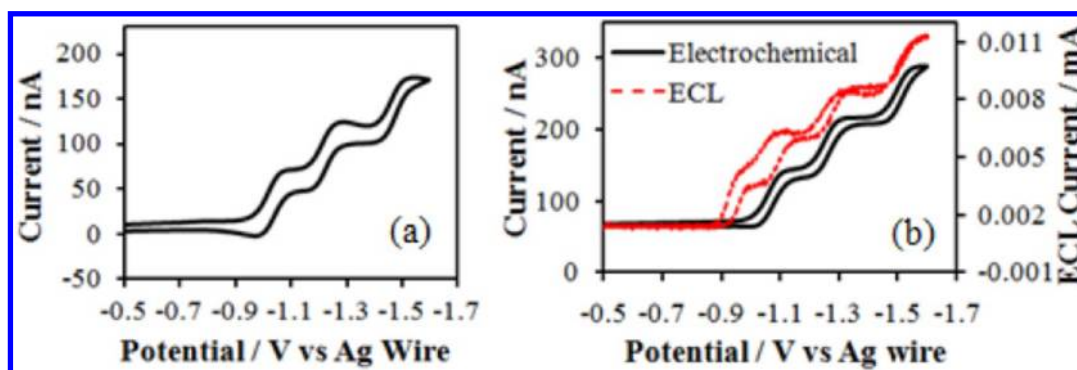 200
150
100
50
0
-50
Current / nA
(a)
-0.5 -0.7 -0.9 -1.1 -1.3 -1.5 -1.7
Potential / V vs Ag Wire
300
200
100
0
Current / nA
Electrochemical
ECL
(b)
0.011
0.008
0.005
0.002
-0.001
ECL Current / mA
-0.5 -0.7 -0.9 -1.1 -1.3 -1.5 -1.7
Potential / V vs Ag wire